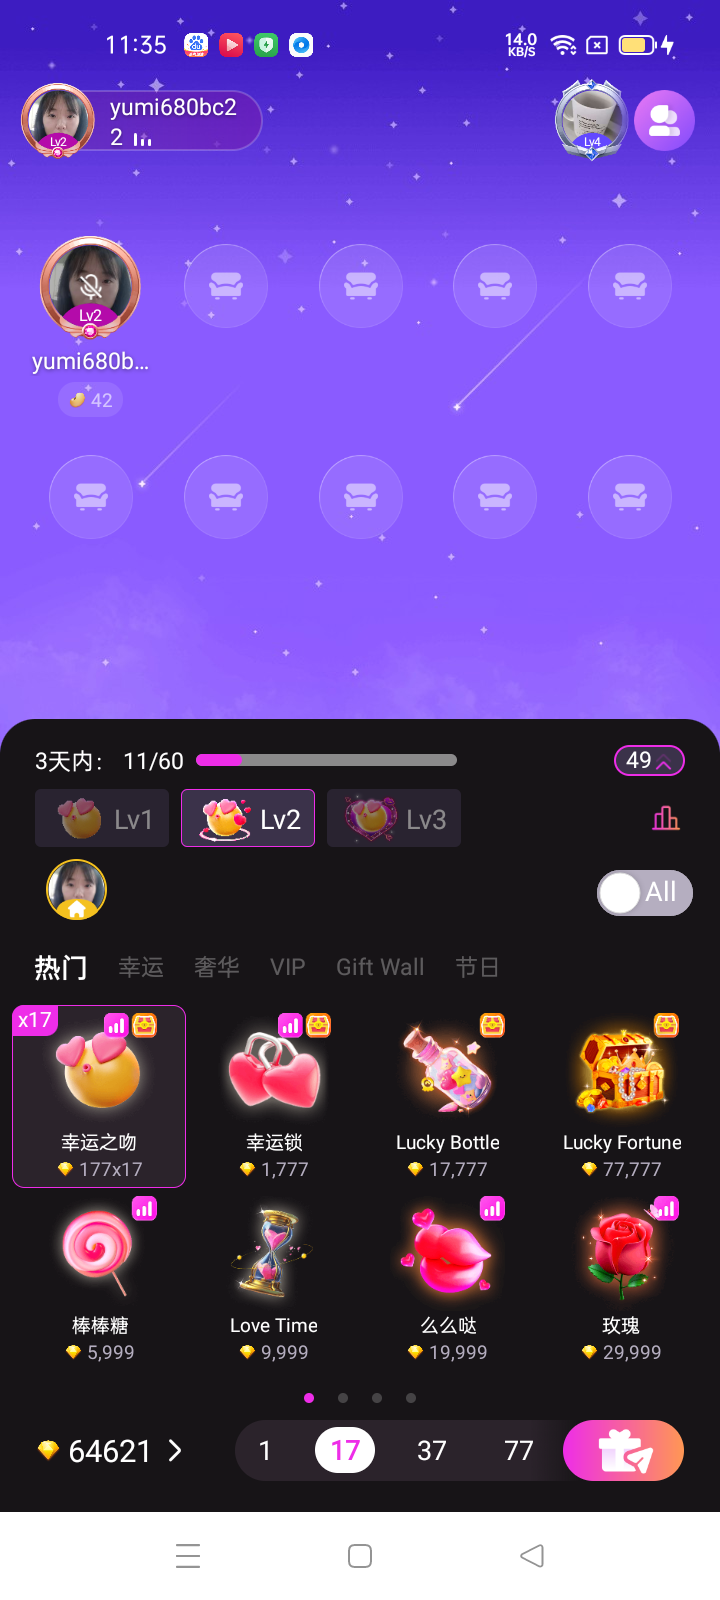 11:35
14.0
KB/S
yumi680bc2
2
Lv2
Lv4
Lv2
yumi680b...
42
3天内： 11/60
49
Lv1 Lv2 Lv3
All
热门 幸运 奢华 VIP Gift Wall 节日
x17
幸运之吻 幸运锁 Lucky Bottle Lucky Fortune
177x17 1,777 17,777 77,777
棒棒糖 Love Time 么么哒 玫瑰
5,999 9,999 19,999 29,999
64621 1 17 37 77